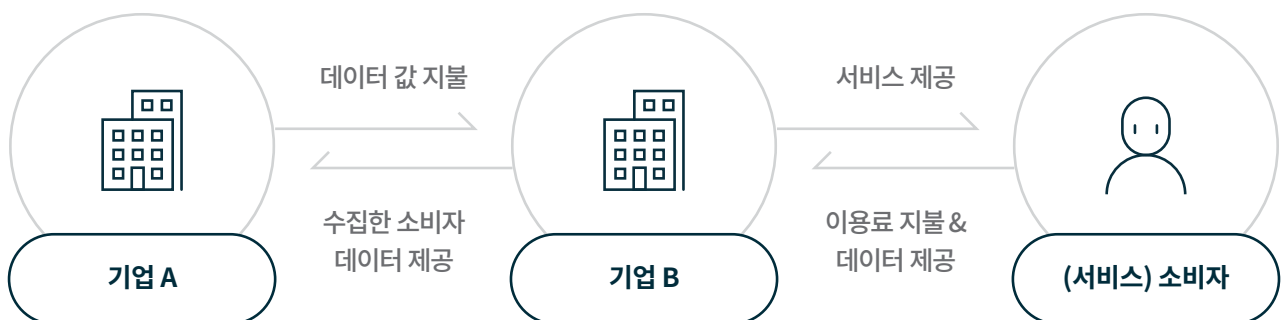 데이터 값 지불
서비스 제공
수집한 소비자
데이터 제공
이용료 지불 &
데이터 제공
기업 A
기업 B
(서비스) 소비자